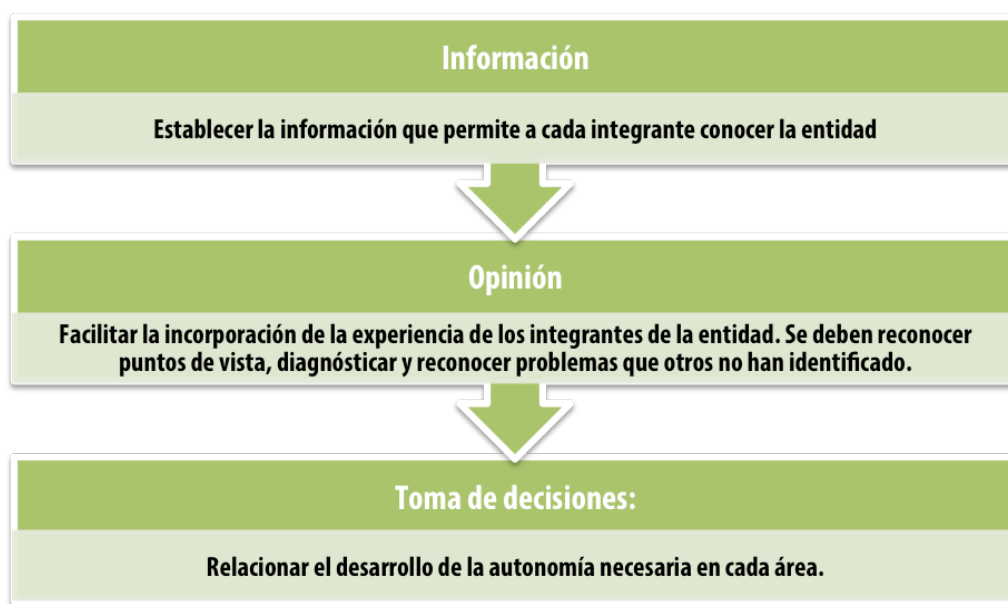 Información
Establecer la información que permite a cada integrante conocer la entidad
Opinión
Facilitar la incorporación de la experiencia de los integrantes de la entidad. Se deben reconocer
puntos de vista, diagnósticar y reconocer problemas que otros no han identificado.
Toma de decisiones:
Relacionar el desarrollo de la autonomía necesaria en cada área.